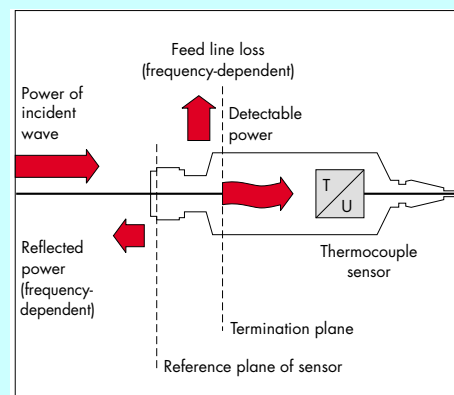 Feed line loss
(frequency-dependent)
Power of
incident
wave
Detectable
power
T
U
Reflected
power
(frequency-
dependent)
Thermocouple
sensor
Termination plane
Reference plane of sensor